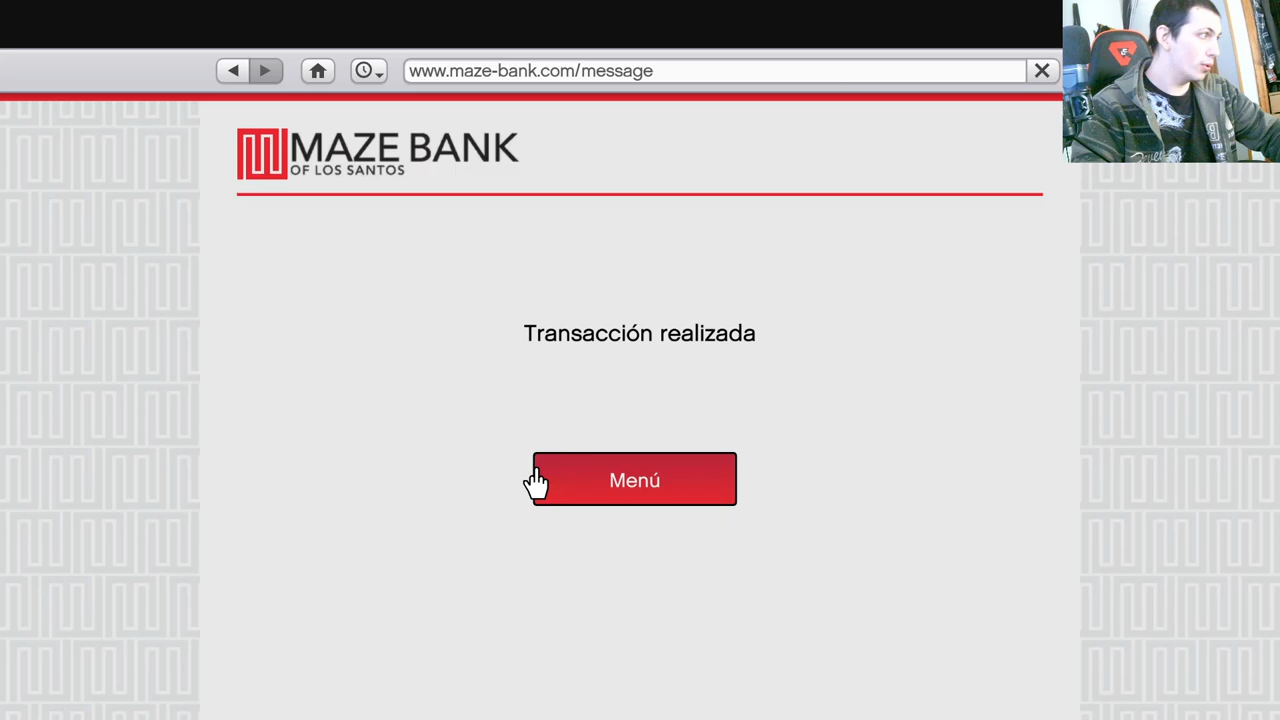 www.maze-bank.com/message
MAZE BANK
OF LOS SANTOS
Transacción realizada
Menú